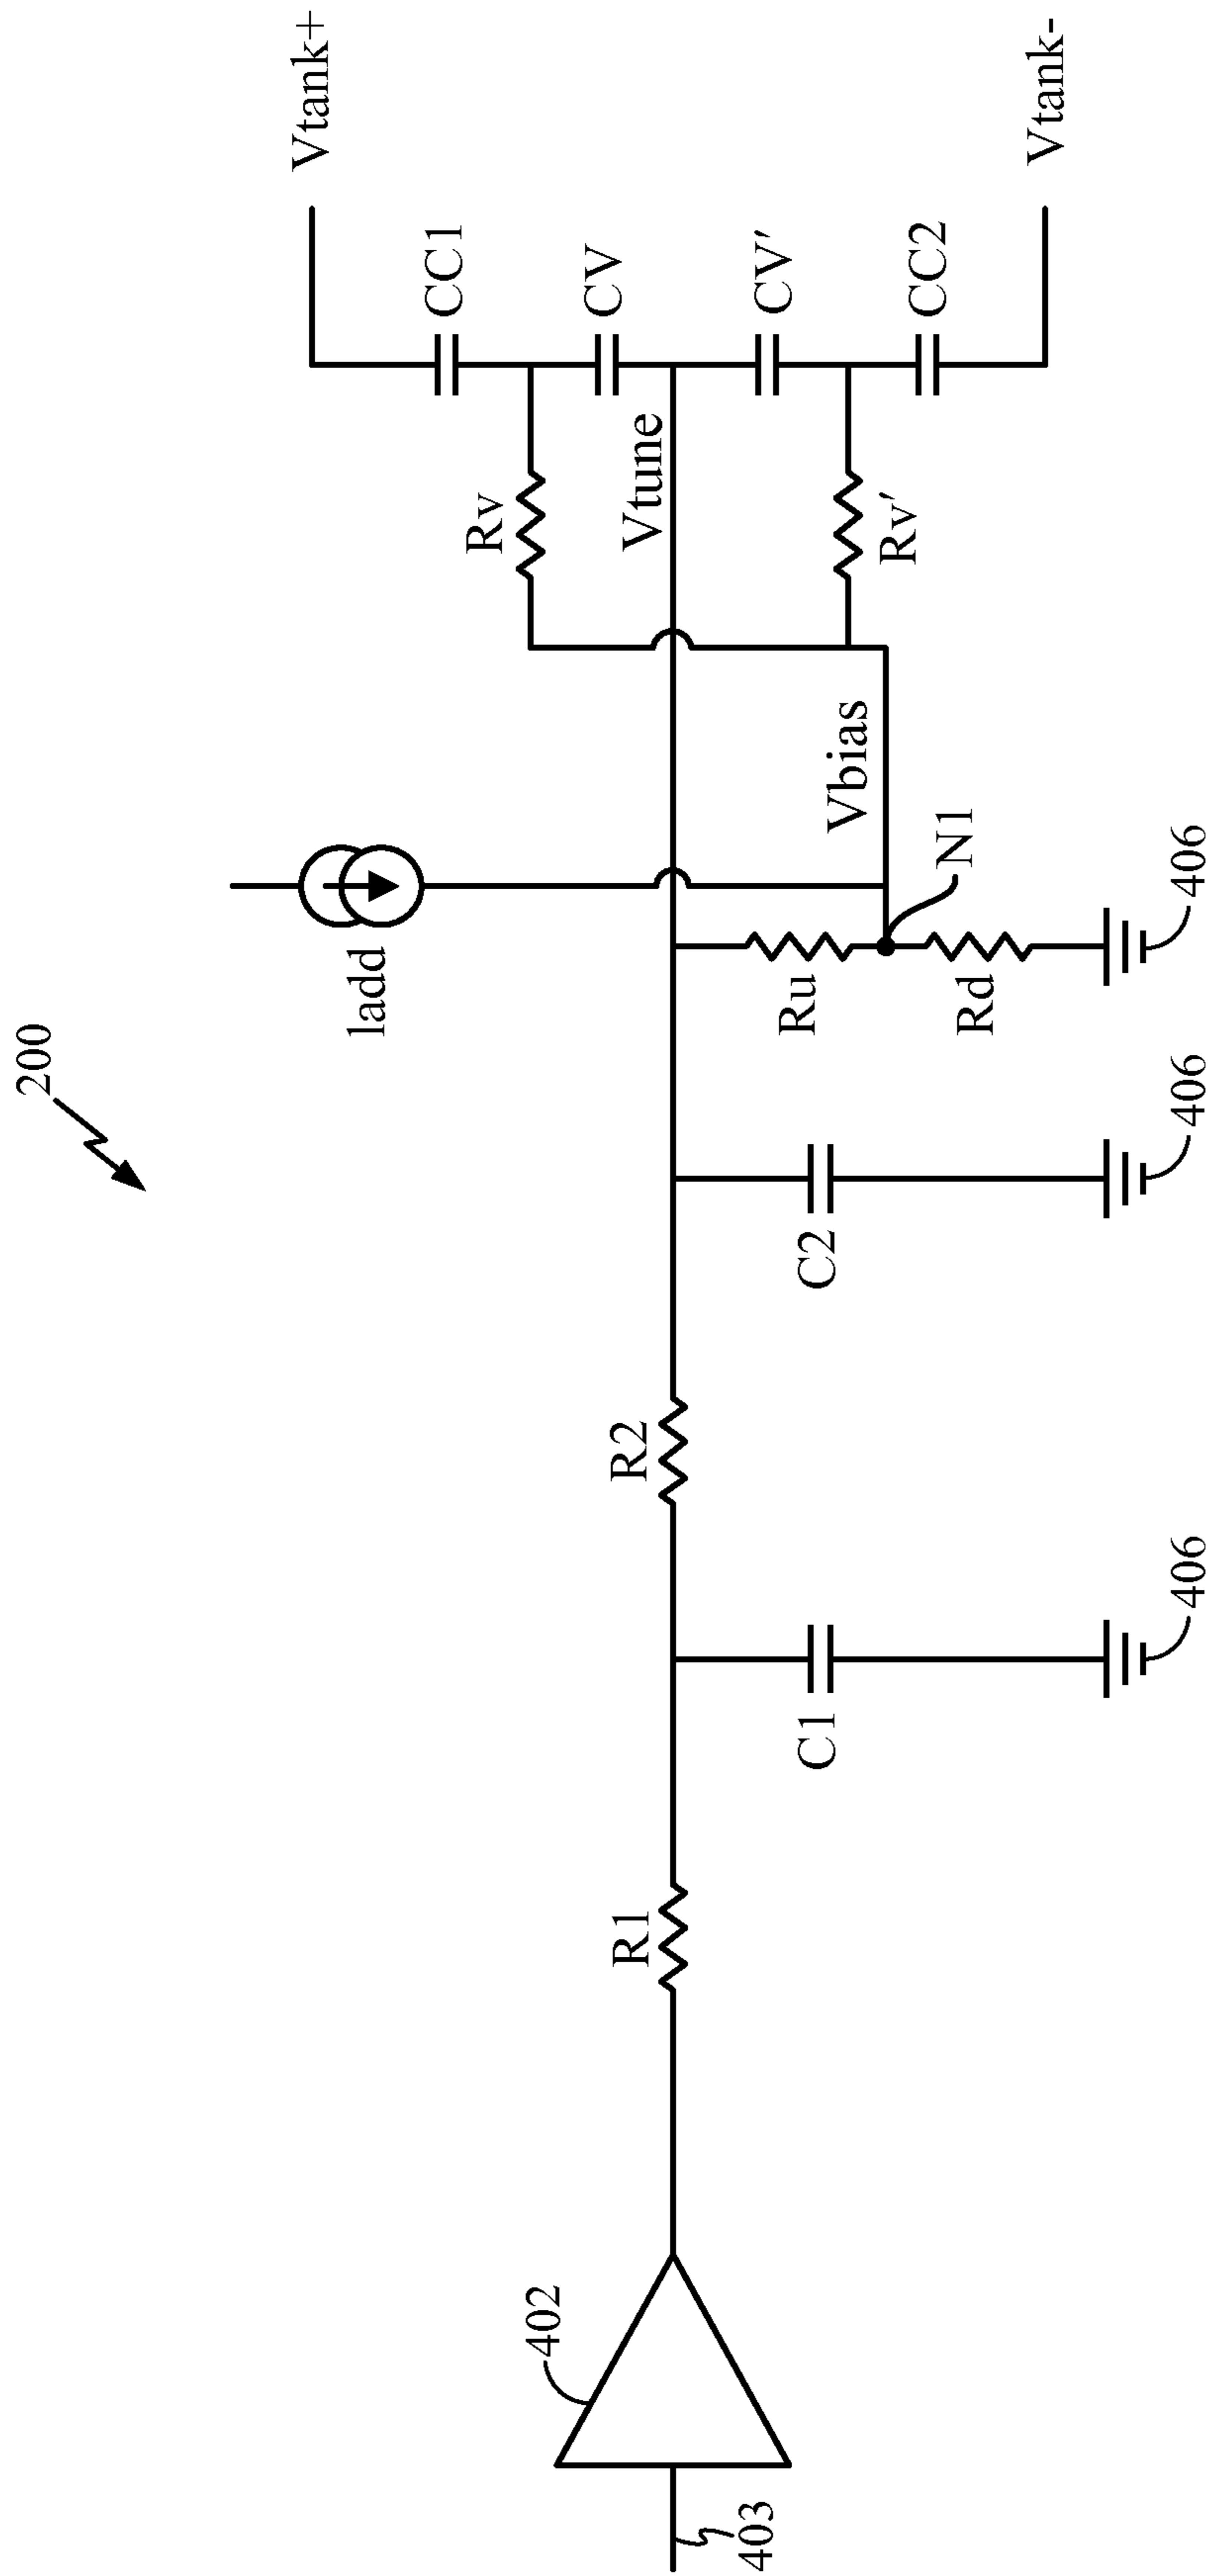 200
Vtank+
CC1
Iadd
Rv
CV
402
R1
R2
Vtune
CV'
403
C1
C2
Ru
Vbias
Rv'
CC2
N1
Rd
Vtank-
406
406
406